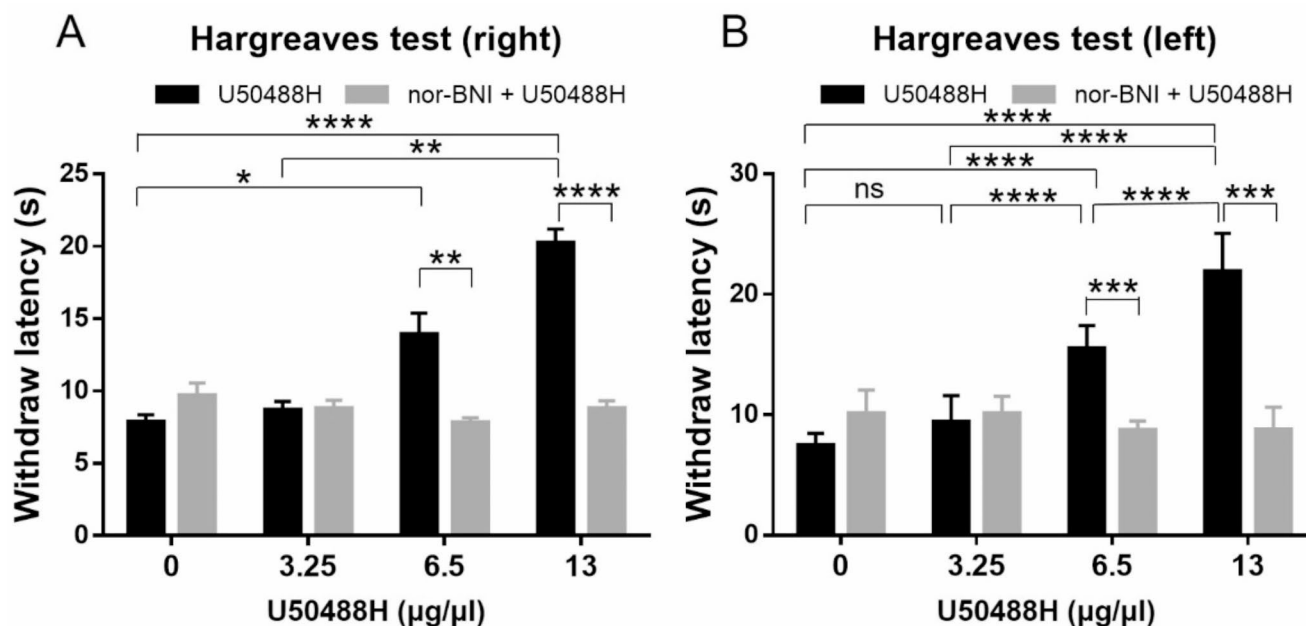 A
Hargreaves test (right)
U50488H
nor-BNI + U50488H
****
**
*
****
**
Withdraw latency (s)
25
20
15
10
5
0
0 3.25 6.5 13
U50488H (µg/µl)
B
Hargreaves test (left)
U50488H
nor-BNI + U50488H
****
****
****
ns
****
****
***
***
Withdraw latency (s)
30
20
10
0
0 3.25 6.5 13
U50488H (µg/µl)